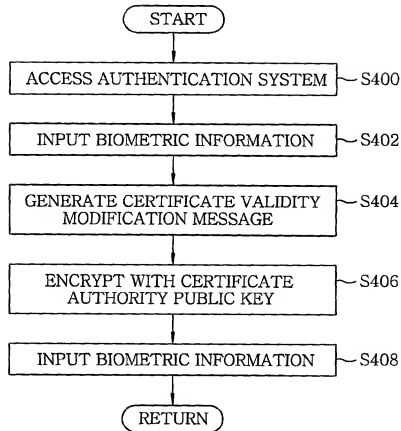 START
ACCESS AUTHENTICATION SYSTEM S400
INPUT BIOMETRIC INFORMATION S402
GENERATE CERTIFICATE VALIDITY
MODIFICATION MESSAGE S404
ENCRYPT WITH CERTIFICATE
AUTHORITY PUBLIC KEY S406
INPUT BIOMETRIC INFORMATION S408
RETURN